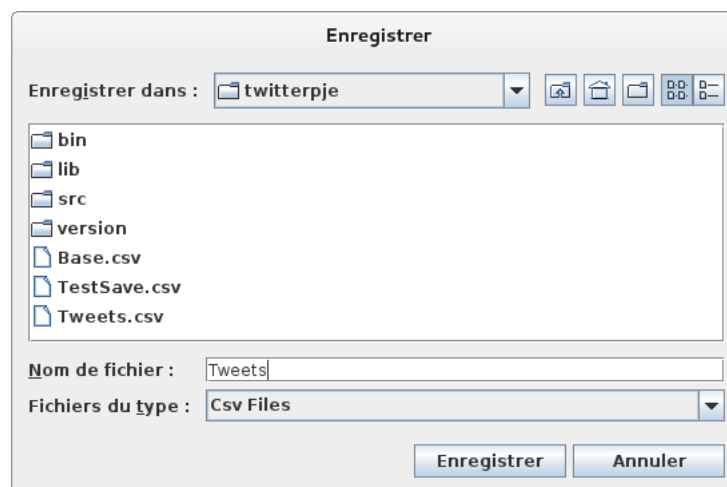 Enregistrer
Enregistrer dans : twitterpje
bin
lib
src
version
Base.csv
TestSave.csv
Tweets.csv
Nom de fichier : Tweets
Fichiers du type : Csv Files
Enregistrer Annuler